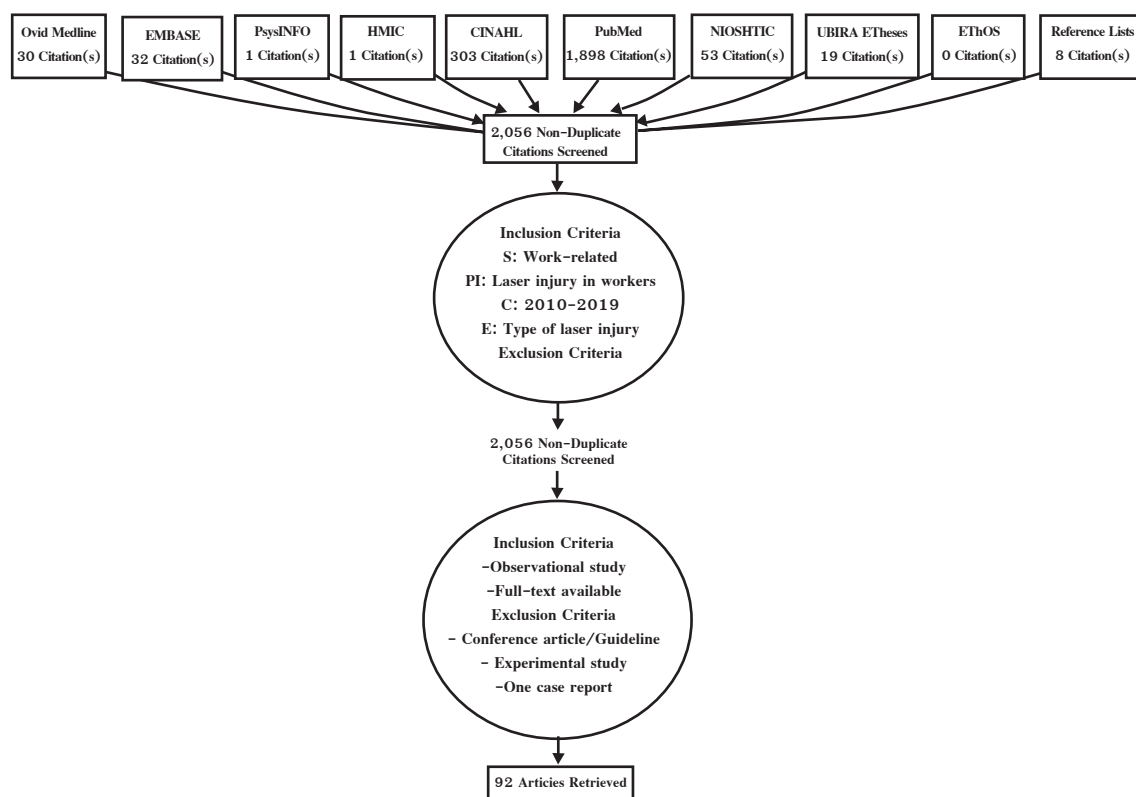 Ovid Medline
30 Citation(s)
EMBASE
32 Citation(s)
PsysINFO
1 Citation(s)
HMIC
1 Citation(s)
CINAHL
303 Citation(s)
PubMed
1,898 Citation(s)
NIOSHTIC
53 Citation(s)
UBIRA ETheses
19 Citation(s)
EThOS
0 Citation(s)
Reference Lists
8 Citation(s)
2,056 Non-Duplicate
Citations Screened
Inclusion Criteria
S: Work-related
PI: Laser injury in workers
C: 2010-2019
E: Type of laser injury
Exclusion Criteria
2,056 Non-Duplicate
Citations Screened
Inclusion Criteria
-Observational study
-Full-text available
Exclusion Criteria
- Conference article/Guideline
- Experimental study
-One case report
92 Articles Retrieved